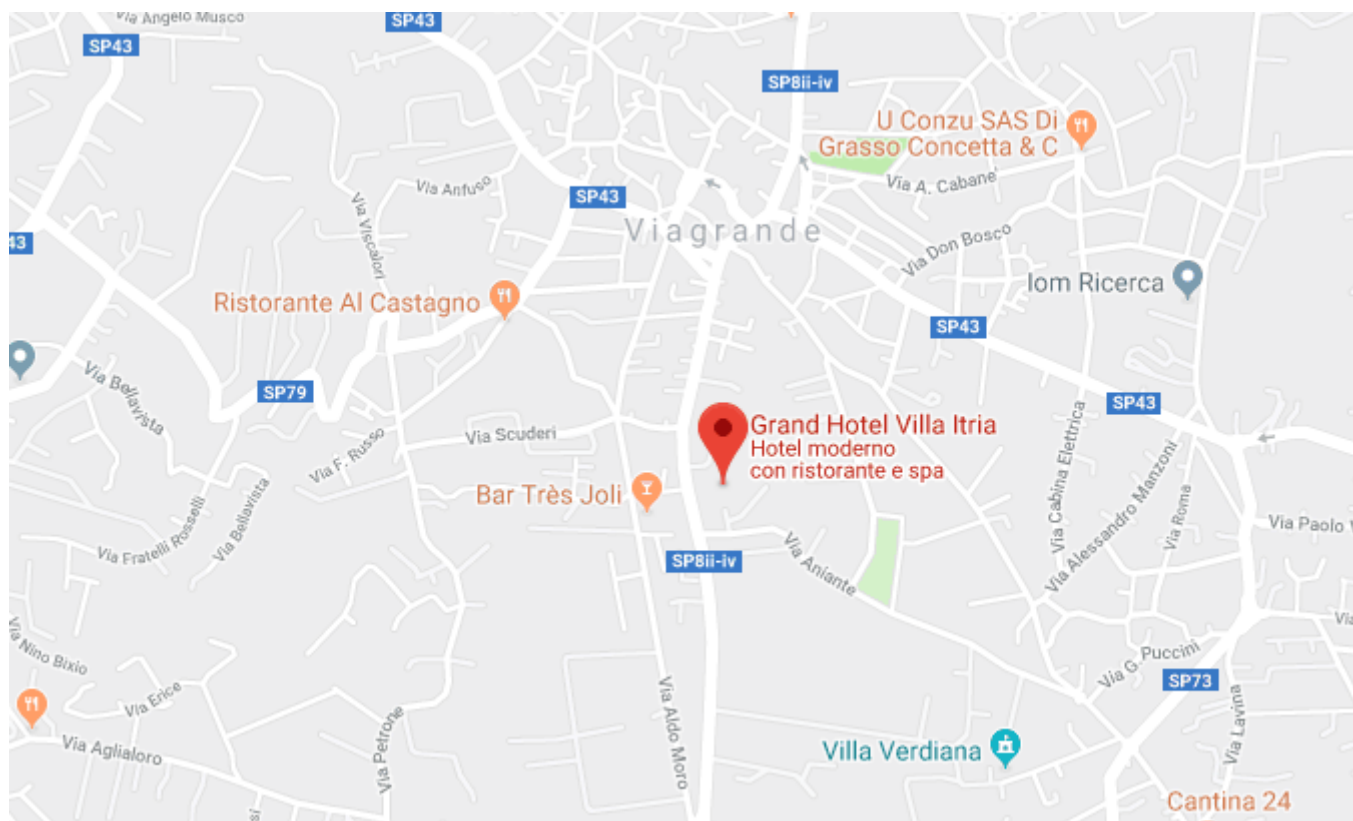 Via Angelo Musco
SP43
SP43
SP8ii-iv
U Conzu SAS Di
Grasso Concetta & C
Via A. Cabane'
Via Anfuso
SP43
Via Viscalori
Viagrande
43
Via Don Bosco
Iom Ricerca
Ristorante Al Castagno
SP43
SP79
Via Bellavista
SP43
Grand Hotel Villa Itria
Hotel moderno
con ristorante e spa
Via Scuderi
Via F. Russo
Via Cabina Elettrica
Via Alessandro Manzoni
Via Roma
Bar Très Joli
Via Bellavista
Via Fratelli Rosselli
Via Paolo V
SP8ii-iv
Via Aniante
Via Nino Bixio
Via G. Puccini
SP73
Via Erice
Via Petrone
Via Aldo Moro
Via Lavina
Via Aglialoro
Villa Verdiana
Cantina 24